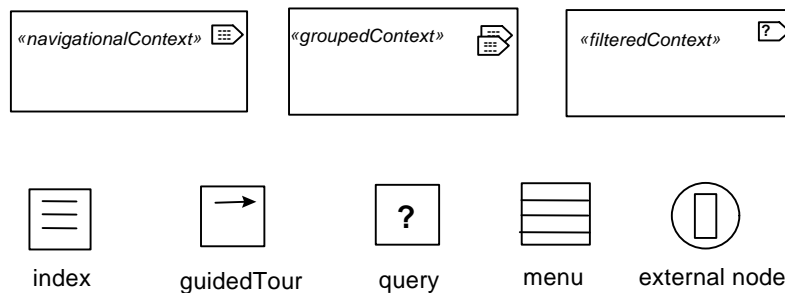 «navigationalContext»
«groupedContext»
«filteredContext»
?
?
index
guidedTour
query
menu
external node